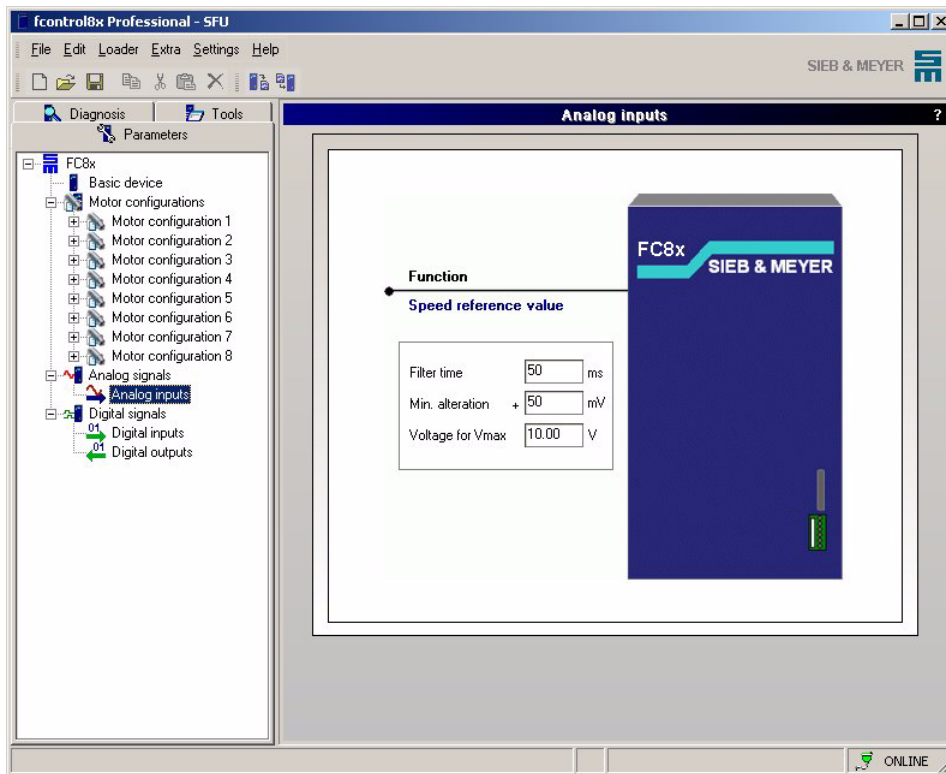 fcontrol8x Professional - SFU
File Edit Loader Extra Settings Help
SIEB & MEYER
Diagnosis Tools
Parameters
Analog inputs ?
FC8x
Basic device
Motor configurations
Motor configuration 1
Motor configuration 2
Motor configuration 3
Motor configuration 4
Motor configuration 5
Motor configuration 6
Motor configuration 7
Motor configuration 8
Analog signals
Analog inputs
Digital signals
01 Digital inputs
01 Digital outputs
Function
Speed reference value
Filter time 50 ms
Min. alteration + 50 mV
Voltage for Vmax 10.00 V
FC8x
SIEB & MEYER
ONLINE